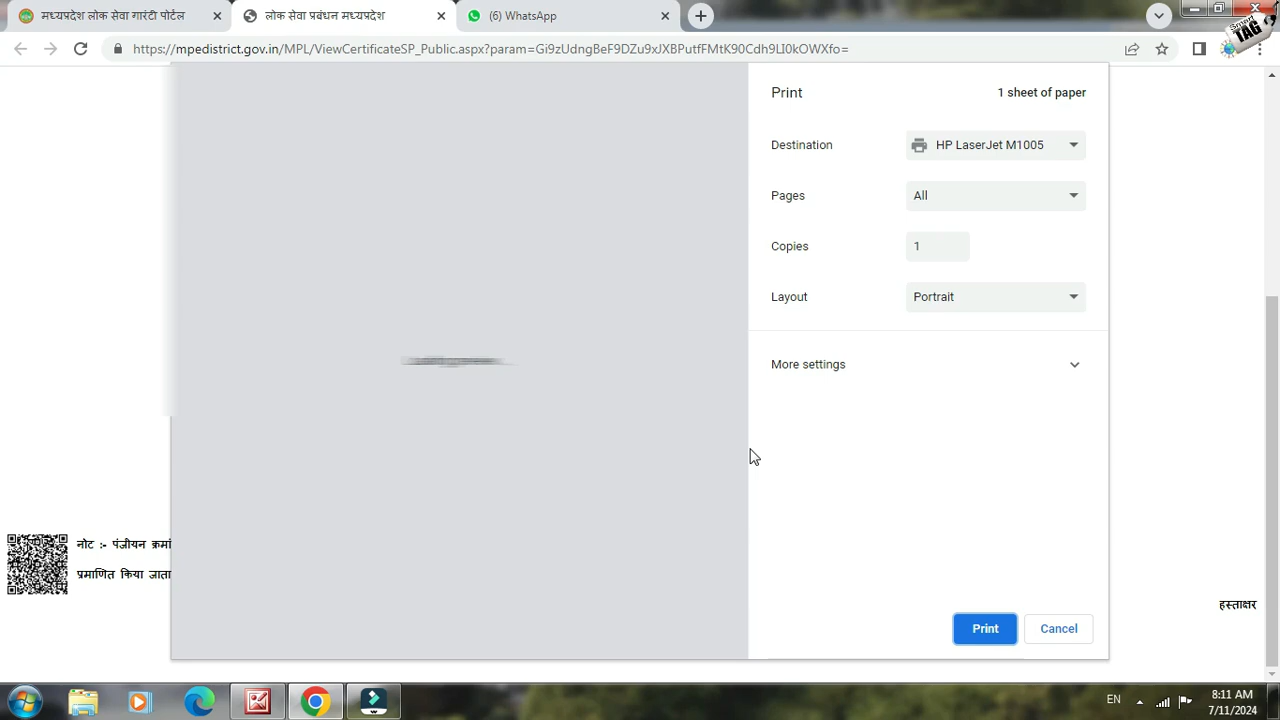 मध्यप्रदेश लोक सेवा गारंटी पोर्टल
लोक सेवा प्रबंधन मध्यप्रदेश
(6) WhatsApp
Smart TAG
https://mpedistrict.gov.in/MPL/ViewCertificateSP_Public.aspx?param=Gi9zUdngBeF9DZu9xJXBPutfFMtK90Cdh9LI0kOWXfo=
Print
1 sheet of paper
Destination
HP LaserJet M1005
Pages
All
Copies
1
Layout
Portrait
More settings
नोट :- पंजीयन क्रमां
प्रमाणित किया जाता
हस्ताक्षर
Print
Cancel
EN
8:11 AM
7/11/2024